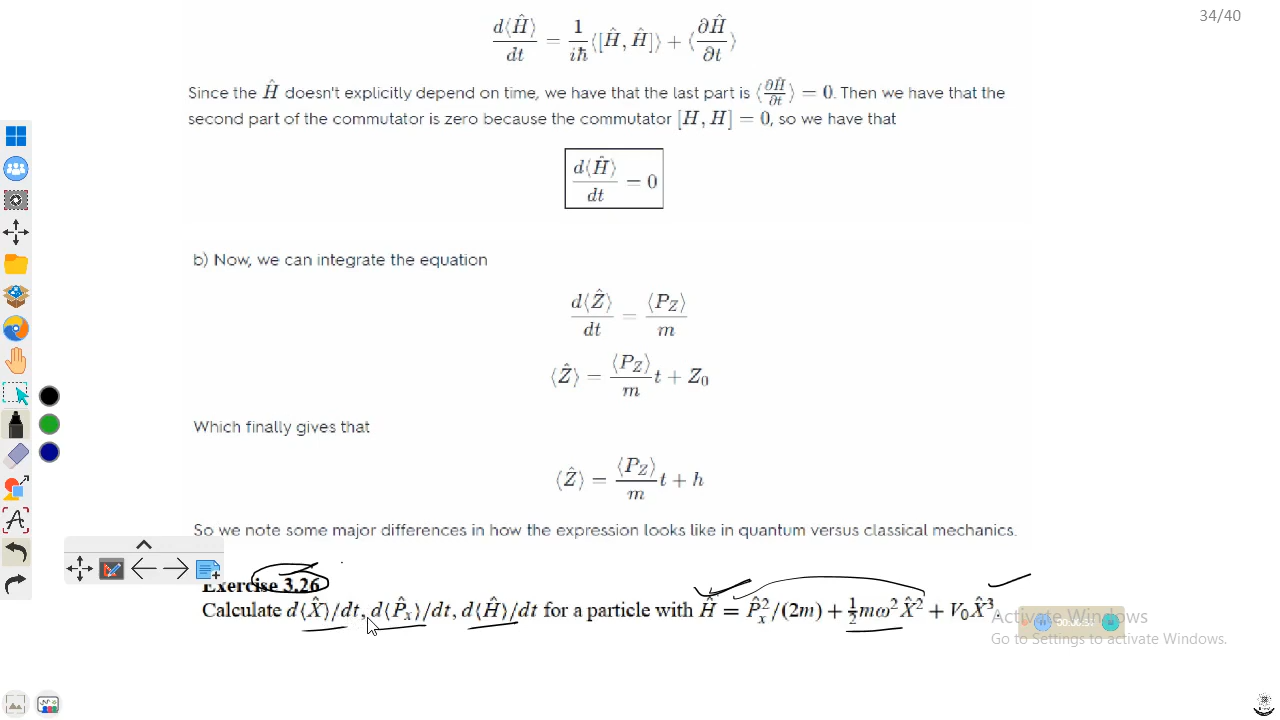 34/40
d⟨Ĥ⟩/dt = 1/iħ ⟨[Ĥ, Ĥ]⟩ + ⟨∂Ĥ/∂t⟩
Since the Ĥ doesn't explicitly depend on time, we have that the last part is ⟨∂Ĥ/∂t⟩ = 0. Then we have that the
second part of the commutator is zero because the commutator [H, H] = 0, so we have that
d⟨Ĥ⟩/dt = 0
b) Now, we can integrate the equation
d⟨Ẑ⟩/dt = ⟨P_Z⟩/m
⟨Ẑ⟩ = ⟨P_Z⟩/m t + Z₀
Which finally gives that
⟨Ẑ⟩ = ⟨P_Z⟩/m t + h
So we note some major differences in how the expression looks like in quantum versus classical mechanics.
Exercise 3.26
Calculate d⟨X̂⟩/dt, d⟨P̂ₓ⟩/dt, d⟨Ĥ⟩/dt for a particle with Ĥ = P̂ₓ²/(2m) + ½mω²X̂² + V₀X̂³.
Activate Windows
Go to Settings to activate Windows.